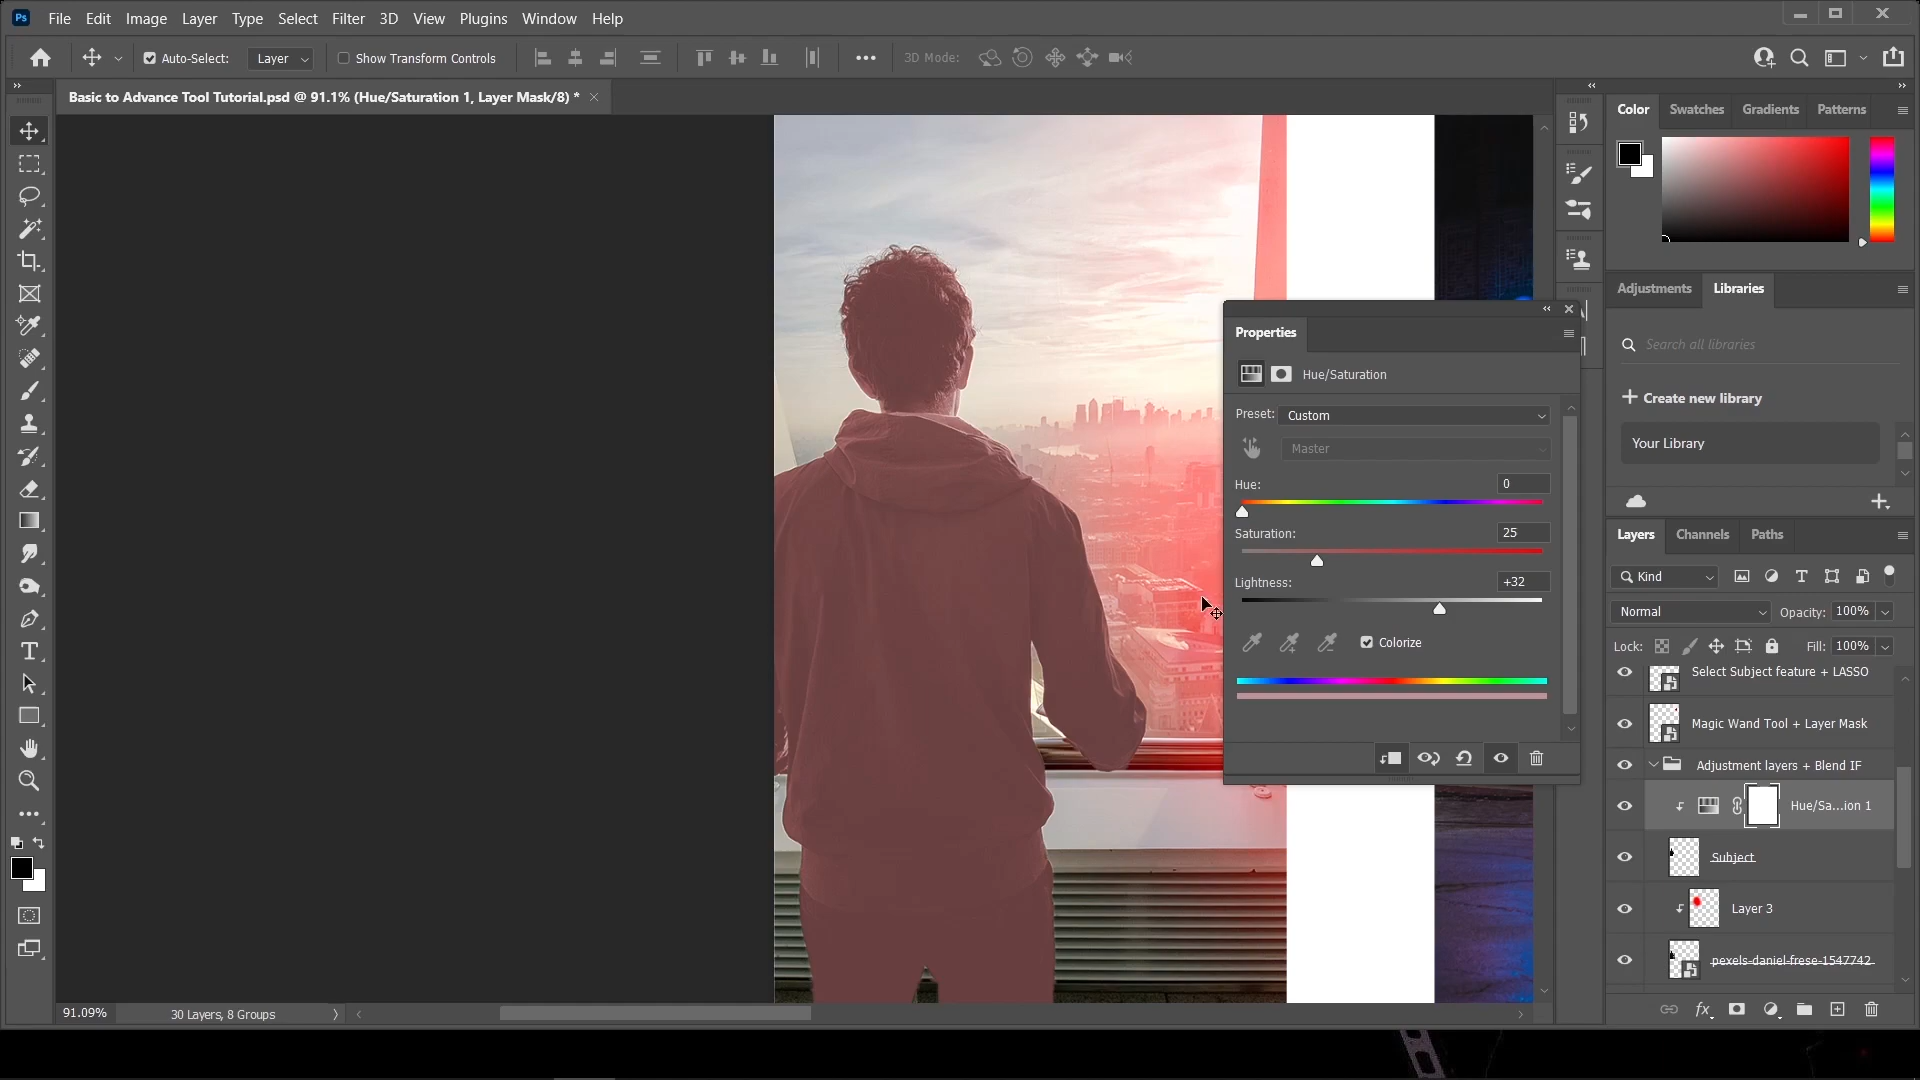 Ps File Edit Image Layer Type Select Filter 3D View Plugins Window Help
Auto-Select: Layer Show Transform Controls 3D Mode:
Basic to Advance Tool Tutorial.psd @ 91.1% (Hue/Saturation 1, Layer Mask/8) *
Color Swatches Gradients Patterns
Adjustments Libraries
Search all libraries
Create new library
Your Library
Properties
Hue/Saturation
Preset: Custom
Master
Hue: 0
Saturation: 25
Lightness: +32
Colorize
Layers Channels Paths
Kind
Normal Opacity: 100%
Lock: Fill: 100%
Select Subject feature + LASSO
Magic Wand Tool + Layer Mask
Adjustment layers + Blend IF
Hue/Sa...ion 1
Subject
Layer 3
pexels-daniel-frese-1547742
fx
91.09% 30 Layers, 8 Groups